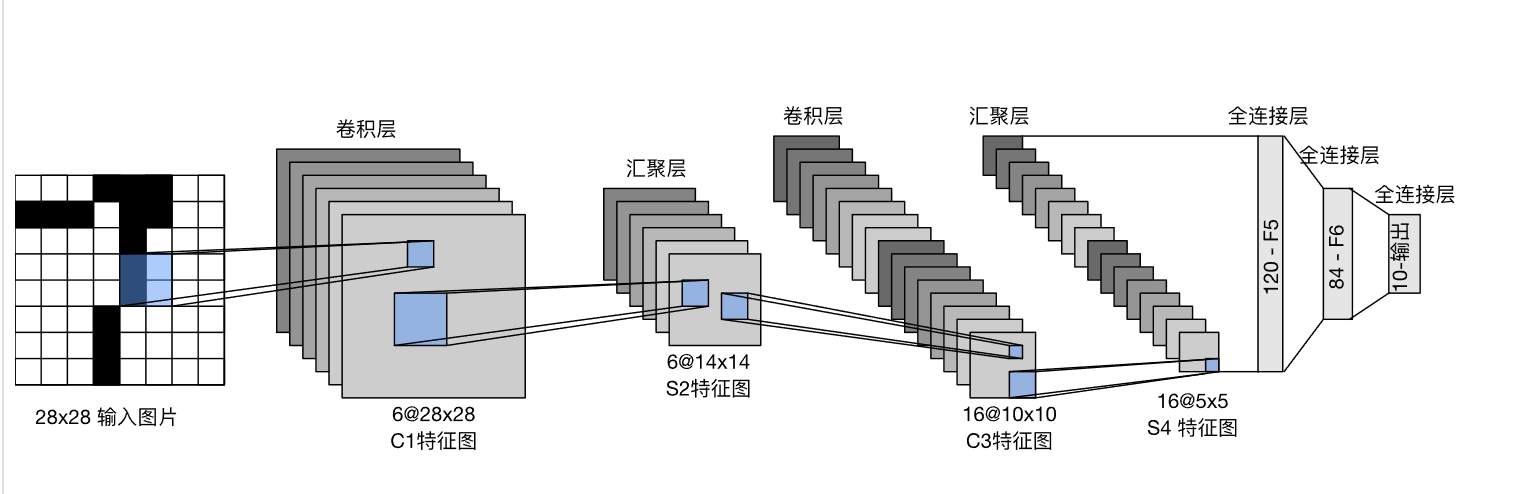 卷积层
汇聚层
卷积层
汇聚层
全连接层
全连接层
全连接层
28x28 输入图片
6@28x28
C1特征图
6@14x14
S2特征图
16@10x10
C3特征图
16@5x5
S4 特征图
120 - F5
84 - F6
10-输出